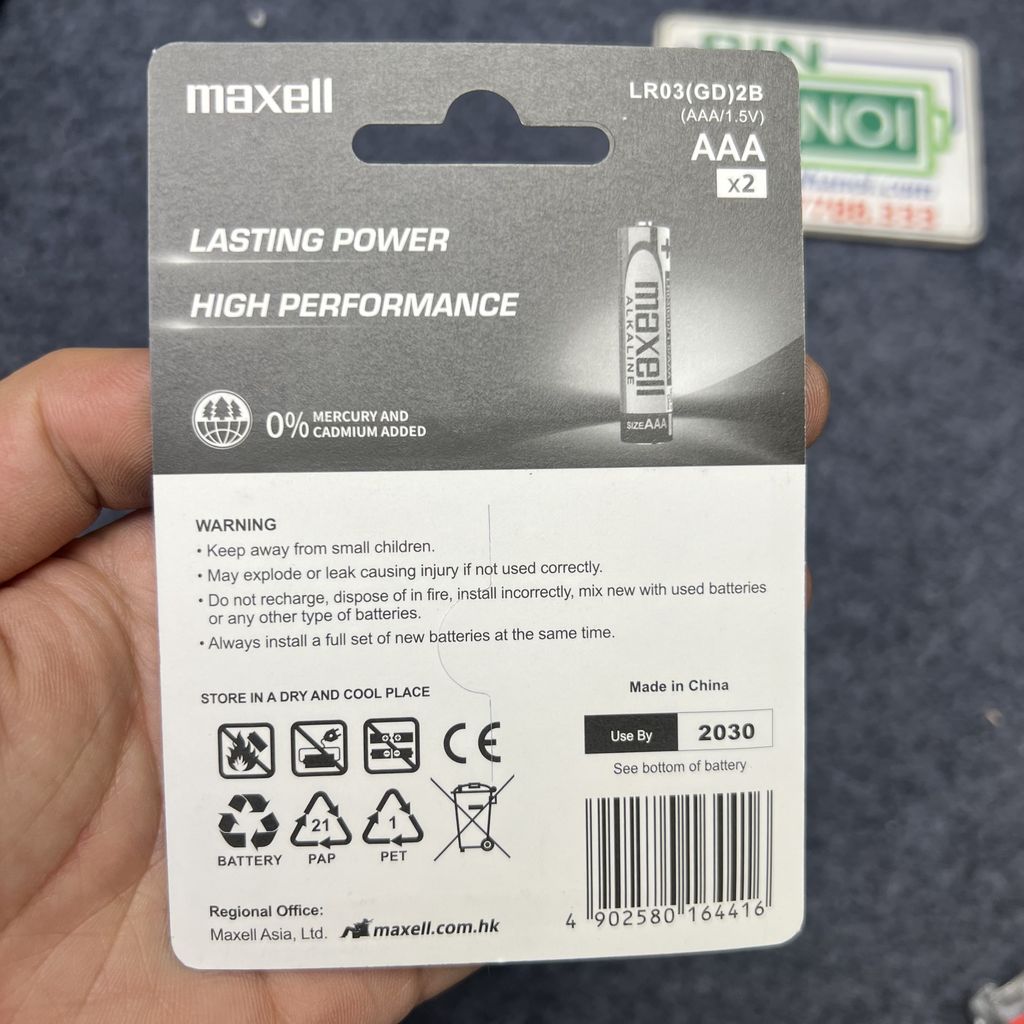 maxell
LR03(GD)2B
(AAA/1.5V)
AAA
x2
LASTING POWER
HIGH PERFORMANCE
maxell
ALKALINE
SIZE AAA
0% MERCURY AND
CADMIUM ADDED
WARNING
• Keep away from small children.
• May explode or leak causing injury if not used correctly.
• Do not recharge, dispose of in fire, install incorrectly, mix new with used batteries
or any other type of batteries.
• Always install a full set of new batteries at the same time.
STORE IN A DRY AND COOL PLACE
Made in China
Use By 2030
See bottom of battery
CE
21
1
BATTERY
PAP
PET
Regional Office:
Maxell Asia, Ltd.
maxell.com.hk
4 902580 164416
PIN
NOI